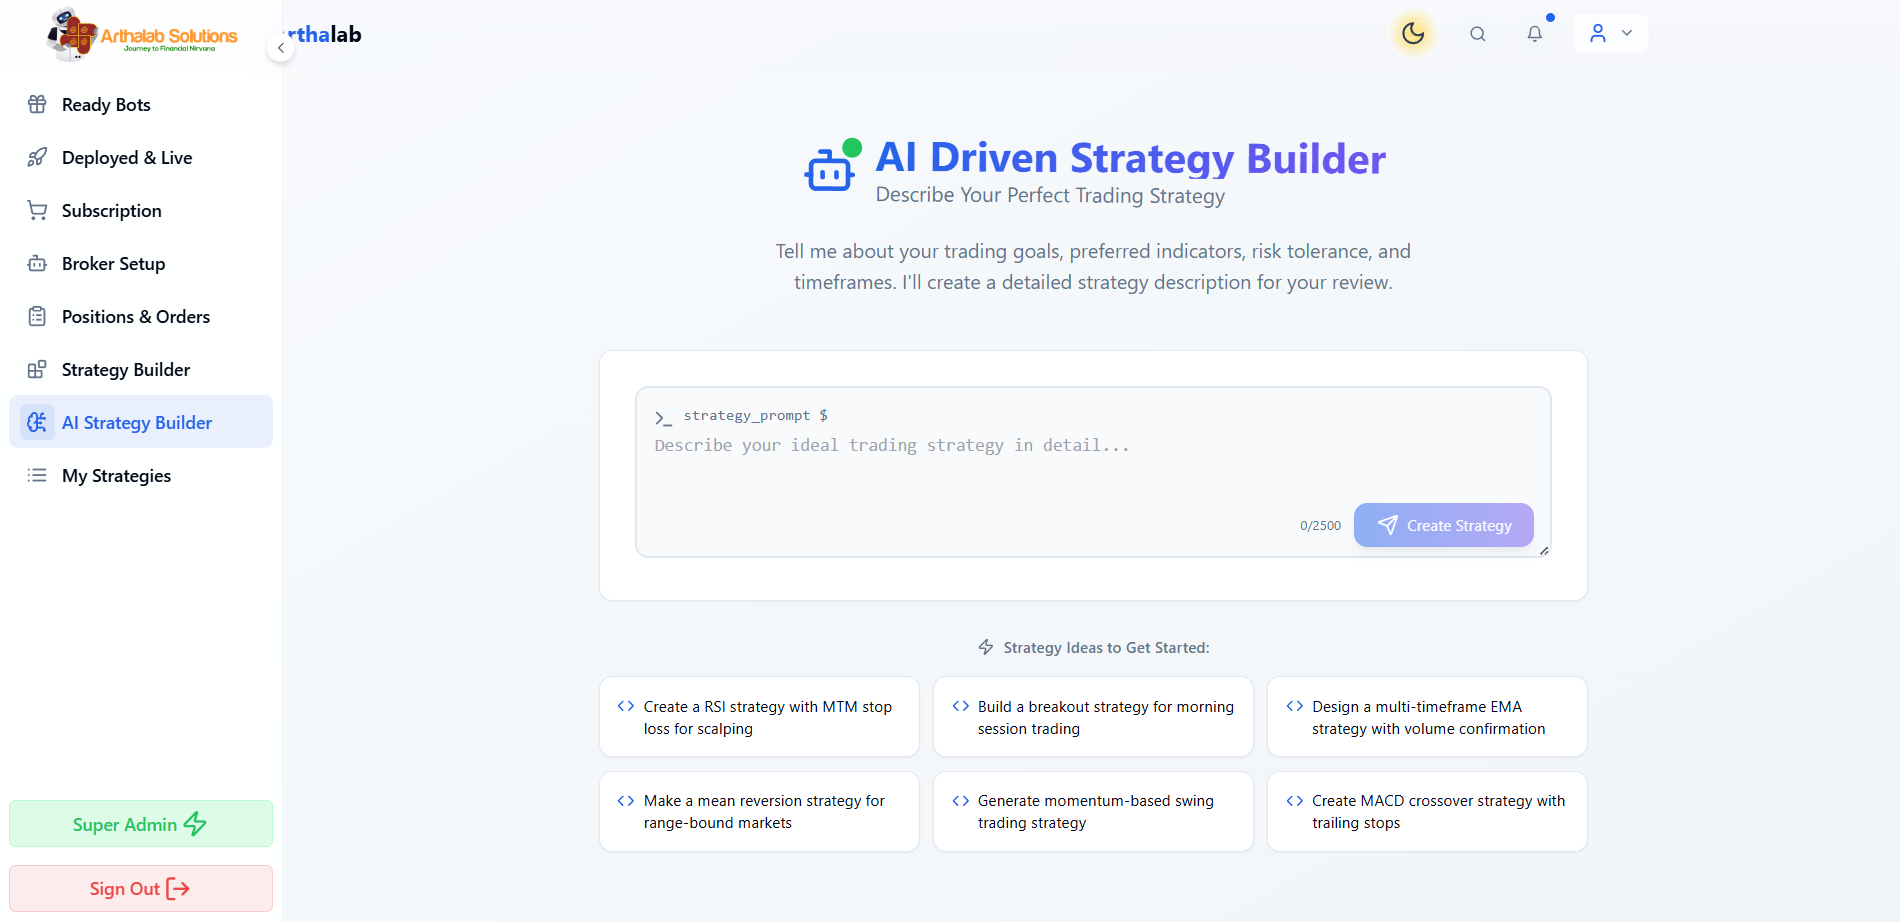 Arthalab Solutions
Journey to Financial Nirvana
rthalab
Ready Bots
Deployed & Live
Subscription
Broker Setup
Positions & Orders
Strategy Builder
AI Strategy Builder
My Strategies
Super Admin
Sign Out
AI Driven Strategy Builder
Describe Your Perfect Trading Strategy
Tell me about your trading goals, preferred indicators, risk tolerance, and
timeframes. I'll create a detailed strategy description for your review.
strategy_prompt $
Describe your ideal trading strategy in detail...
0/2500
Create Strategy
Strategy Ideas to Get Started:
Create a RSI strategy with MTM stop
loss for scalping
Build a breakout strategy for morning
session trading
Design a multi-timeframe EMA
strategy with volume confirmation
Make a mean reversion strategy for
range-bound markets
Generate momentum-based swing
trading strategy
Create MACD crossover strategy with
trailing stops